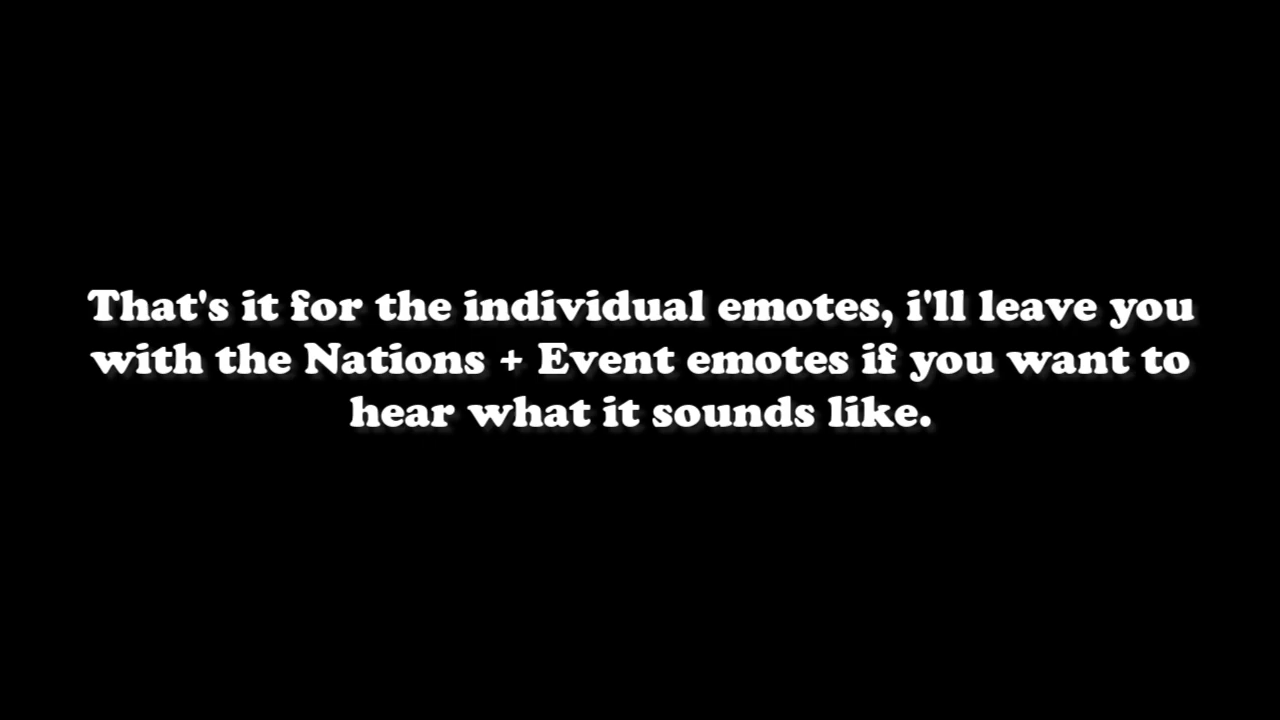 That's it for the individual emotes, i'll leave you
with the Nations + Event emotes if you want to
hear what it sounds like.